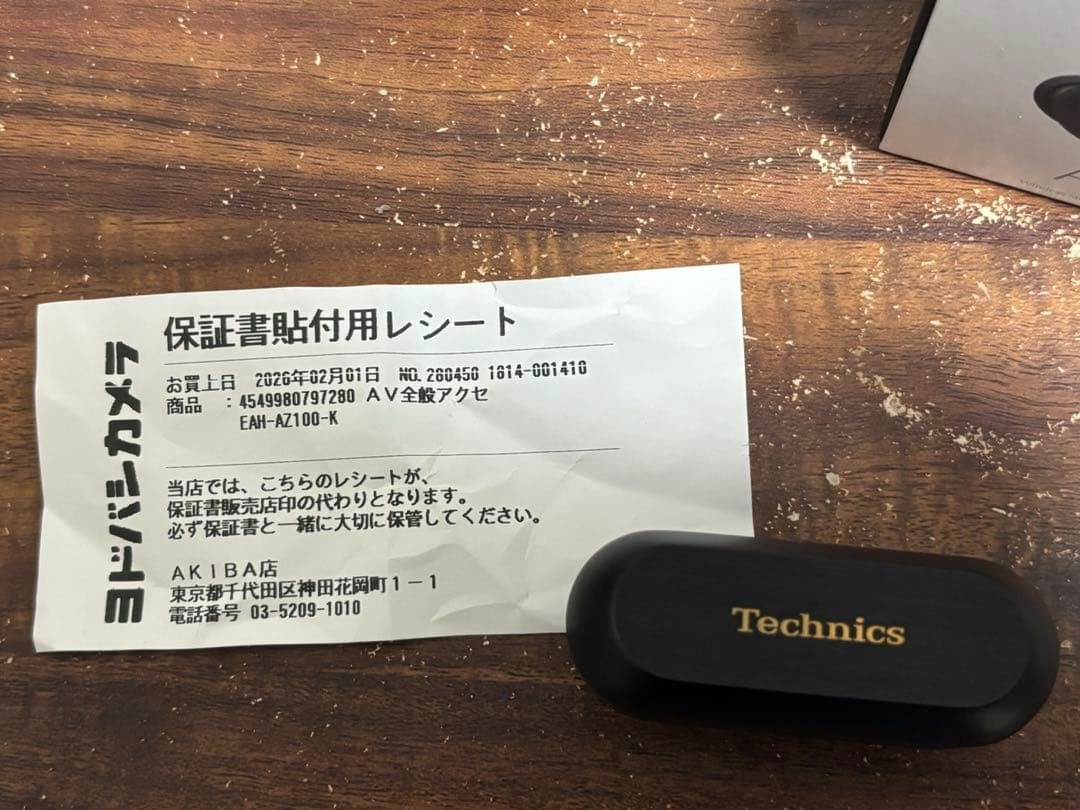 ヨドバシカメラ
保証書貼付用レシート
お買上日 2026年02月01日 NO. 260450 1614-001410
商品 :4549980797280 AV全般アクセ
EAH-AZ100-K
当店では、こちらのレシートが、
保証書販売店印の代わりとなります。
必ず保証書と一緒に大切に保管してください。
AKIBA店
東京都千代田区神田花岡町1-1
電話番号 03-5209-1010
Technics